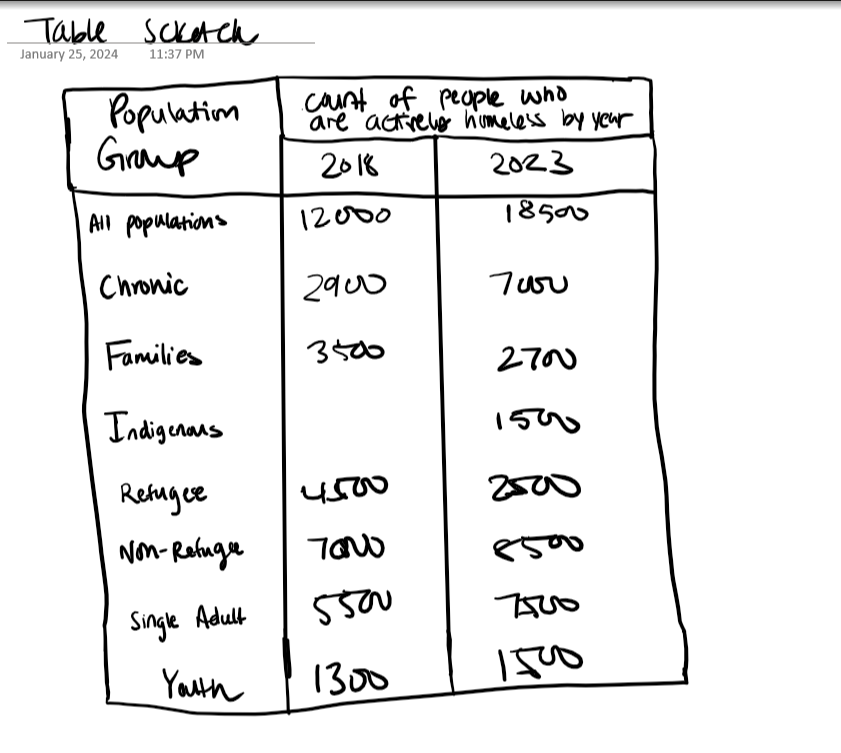 Table Scketch
January 25, 2024 11:37 PM
Population Group
count of people who
are actively homeless by year
2018 2023
All populations 12000 18500
Chronic 2900 7000
Families 3500 2700
Indigenous 1500
Refugee 4500 2500
Non-Refugee 7000 8500
Single Adult 5500 7500
Youth 1300 1500